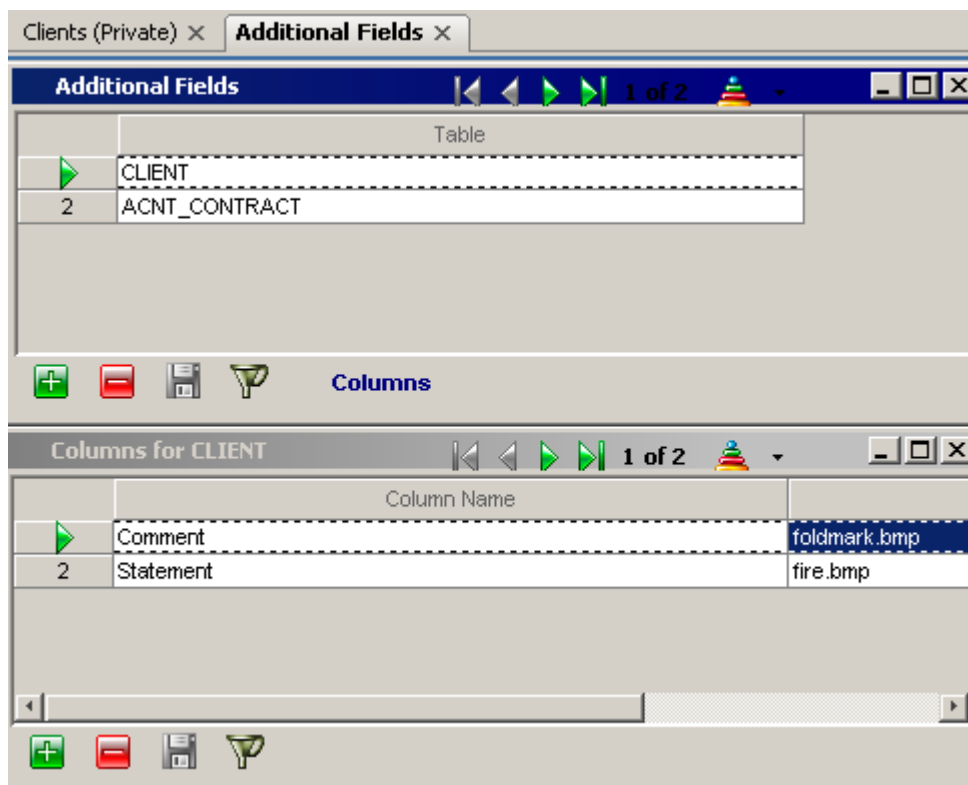 Clients (Private) Additional Fields
Additional Fields 1 of 2
Table
CLIENT
2 ACNT_CONTRACT
Columns
Columns for CLIENT 1 of 2
Column Name
Comment foldmark.bmp
2 Statement fire.bmp